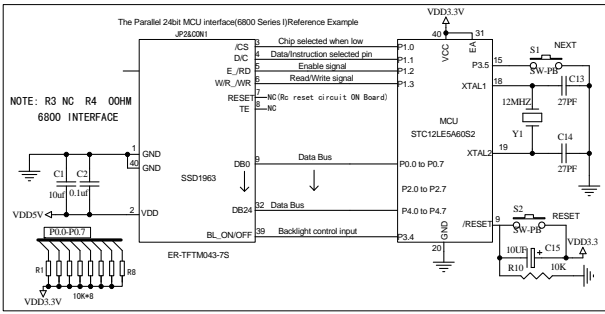 The Parallel 24bit MCU interface(6800 Series I)Reference Example
JP2&CON1
VDD3.3V
40
31
VCC
EA
/CS 3 Chip selected when low P1.0
D/C 4 Data/Instruction selected pin P1.1
E_/RD 5 Enable signal P1.2
W/R_/WR 6 Read/Write signal P1.3
RESET 7 NC(Rc reset circuit ON Board)
TE 8 NC
P3.5 15
S1 NEXT
SW-PB
XTAL1 18
C13
27PF
12MHZ
Y1
MCU
STC12LE5A60S2
XTAL2 19
C14
27PF
NOTE: R3 NC R4 0OHM
6800 INTERFACE
1 GND
40 GND
C1 C2
10uf 0.1uf
SSD1963
DB0 9 Data Bus P0.0 to P0.7
P2.0 to P2.7
VDD5V 2 VDD
DB24 32 Data Bus P4.0 to P4.7
/RESET 9
S2 RESET
SW-PB
BL_ON/OFF 39 Backlight control input P3.4
GND
20
10UF + C15
VDD3.3
R10 10K
ER-TFTM043-7S
P0.0-P0.7
R1 R8
10K*8
VDD3.3V